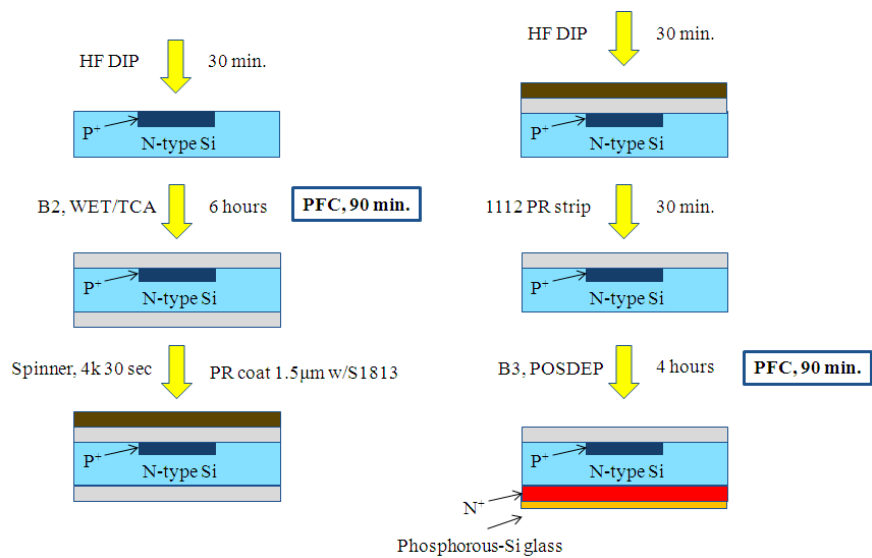 HF DIP 30 min.
P+
N-type Si
B2, WET/TCA 6 hours PFC, 90 min.
P+
N-type Si
Spinner, 4k 30 sec PR coat 1.5μm w/S1813
P+
N-type Si
HF DIP 30 min.
P+
N-type Si
1112 PR strip 30 min.
P+
N-type Si
B3, POSDEP 4 hours PFC, 90 min.
P+
N-type Si
N+
Phosphorous-Si glass